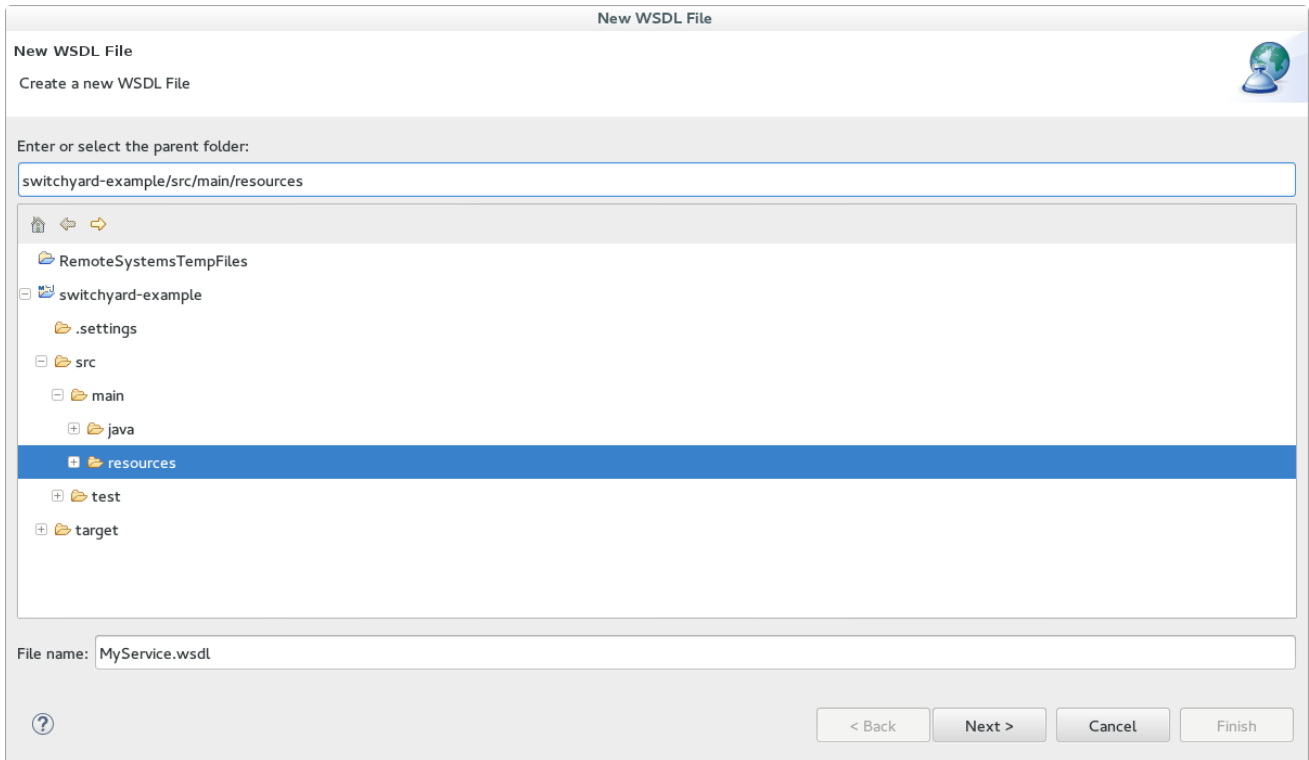 New WSDL File
New WSDL File
Create a new WSDL File
Enter or select the parent folder:
switchyard-example/src/main/resources
RemoteSystemsTempFiles
switchyard-example
.settings
src
main
java
resources
test
target
File name: MyService.wsdl
< Back Next > Cancel Finish